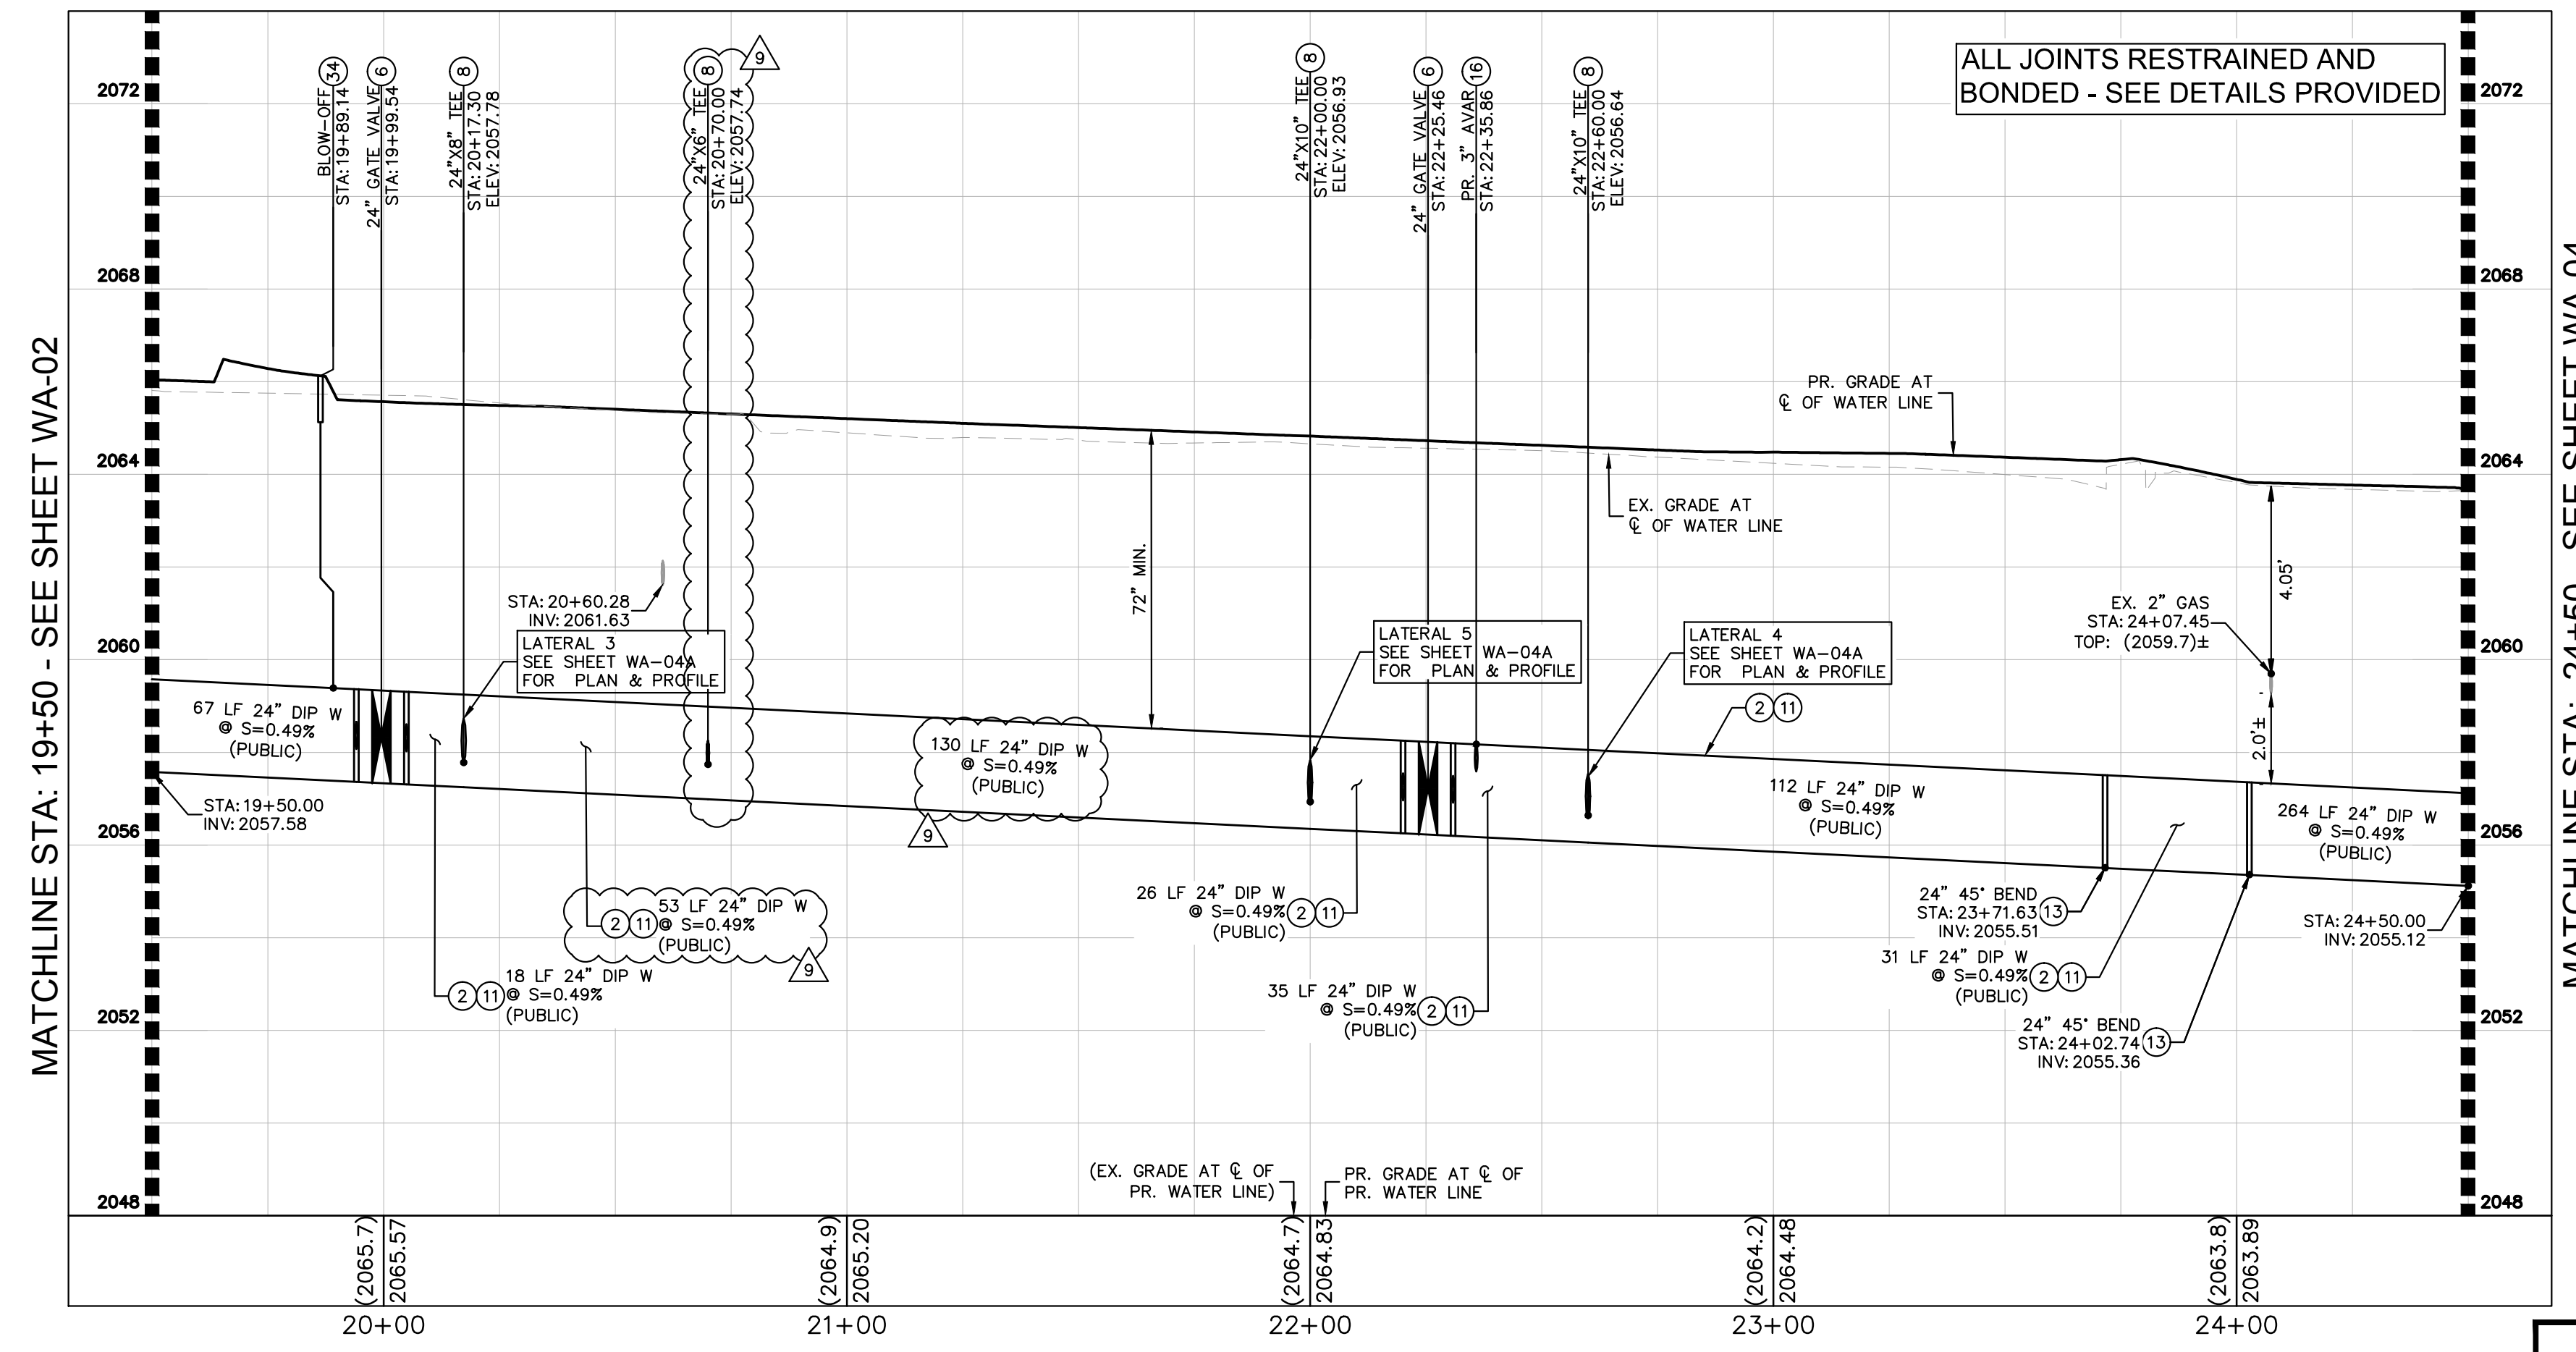 MATCHLINE STA: 19+50 - SEE SHEET WA-02
2072
2068
2064
2060
2056
2052
2048
34
BLOW-OFF
STA: 19+89.14
6
24" GATE VALVE
STA: 19+99.54
8
24"X8" TEE
STA: 20+17.30
ELEV: 2057.78
8
24"X6" TEE
STA: 20+70.00
ELEV: 2057.74
9
8
24"X10" TEE
STA: 22+00.00
ELEV: 2056.93
6
24" GATE VALVE
STA: 22+25.46
16
PR. 3" AVAR
STA: 22+35.86
8
24"X10" TEE
STA: 22+60.00
ELEV: 2056.64
ALL JOINTS RESTRAINED AND
BONDED - SEE DETAILS PROVIDED
PR. GRADE AT
℄ OF WATER LINE
EX. GRADE AT
℄ OF WATER LINE
72" MIN.
STA: 20+60.28
INV: 2061.63
LATERAL 3
SEE SHEET WA-04A
FOR PLAN & PROFILE
LATERAL 5
SEE SHEET WA-04A
FOR PLAN & PROFILE
LATERAL 4
SEE SHEET WA-04A
FOR PLAN & PROFILE
2 11
EX. 2" GAS
STA: 24+07.45
TOP: (2059.7)±
4.05'
2.0'±
67 LF 24" DIP W
@ S=0.49%
(PUBLIC)
STA: 19+50.00
INV: 2057.58
130 LF 24" DIP W
@ S=0.49%
(PUBLIC)
9
112 LF 24" DIP W
@ S=0.49%
(PUBLIC)
264 LF 24" DIP W
@ S=0.49%
(PUBLIC)
53 LF 24" DIP W
2 11 @ S=0.49%
(PUBLIC)
9
18 LF 24" DIP W
2 11 @ S=0.49%
(PUBLIC)
26 LF 24" DIP W
@ S=0.49% 2 11
(PUBLIC)
35 LF 24" DIP W
@ S=0.49% 2 11
(PUBLIC)
24" 45° BEND
STA: 23+71.63 13
INV: 2055.51
31 LF 24" DIP W
@ S=0.49% 2 11
(PUBLIC)
24" 45° BEND
STA: 24+02.74 13
INV: 2055.36
STA: 24+50.00
INV: 2055.12
(EX. GRADE AT ℄ OF
PR. WATER LINE)
PR. GRADE AT ℄ OF
PR. WATER LINE
2072
2068
2064
2060
2056
2052
2048
MATCHLINE STA: 24+50 - SEE SHEET WA-04
(2065.7)
2065.57
(2064.9)
2065.20
(2064.7)
2064.83
(2064.2)
2064.48
(2063.8)
2063.89
20+00
21+00
22+00
23+00
24+00